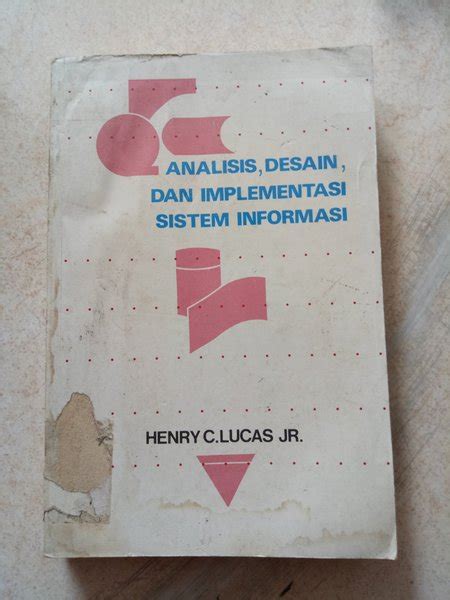 ANALISIS, DESAIN,
DAN IMPLEMENTASI
SISTEM INFORMASI
HENRY C. LUCAS JR.